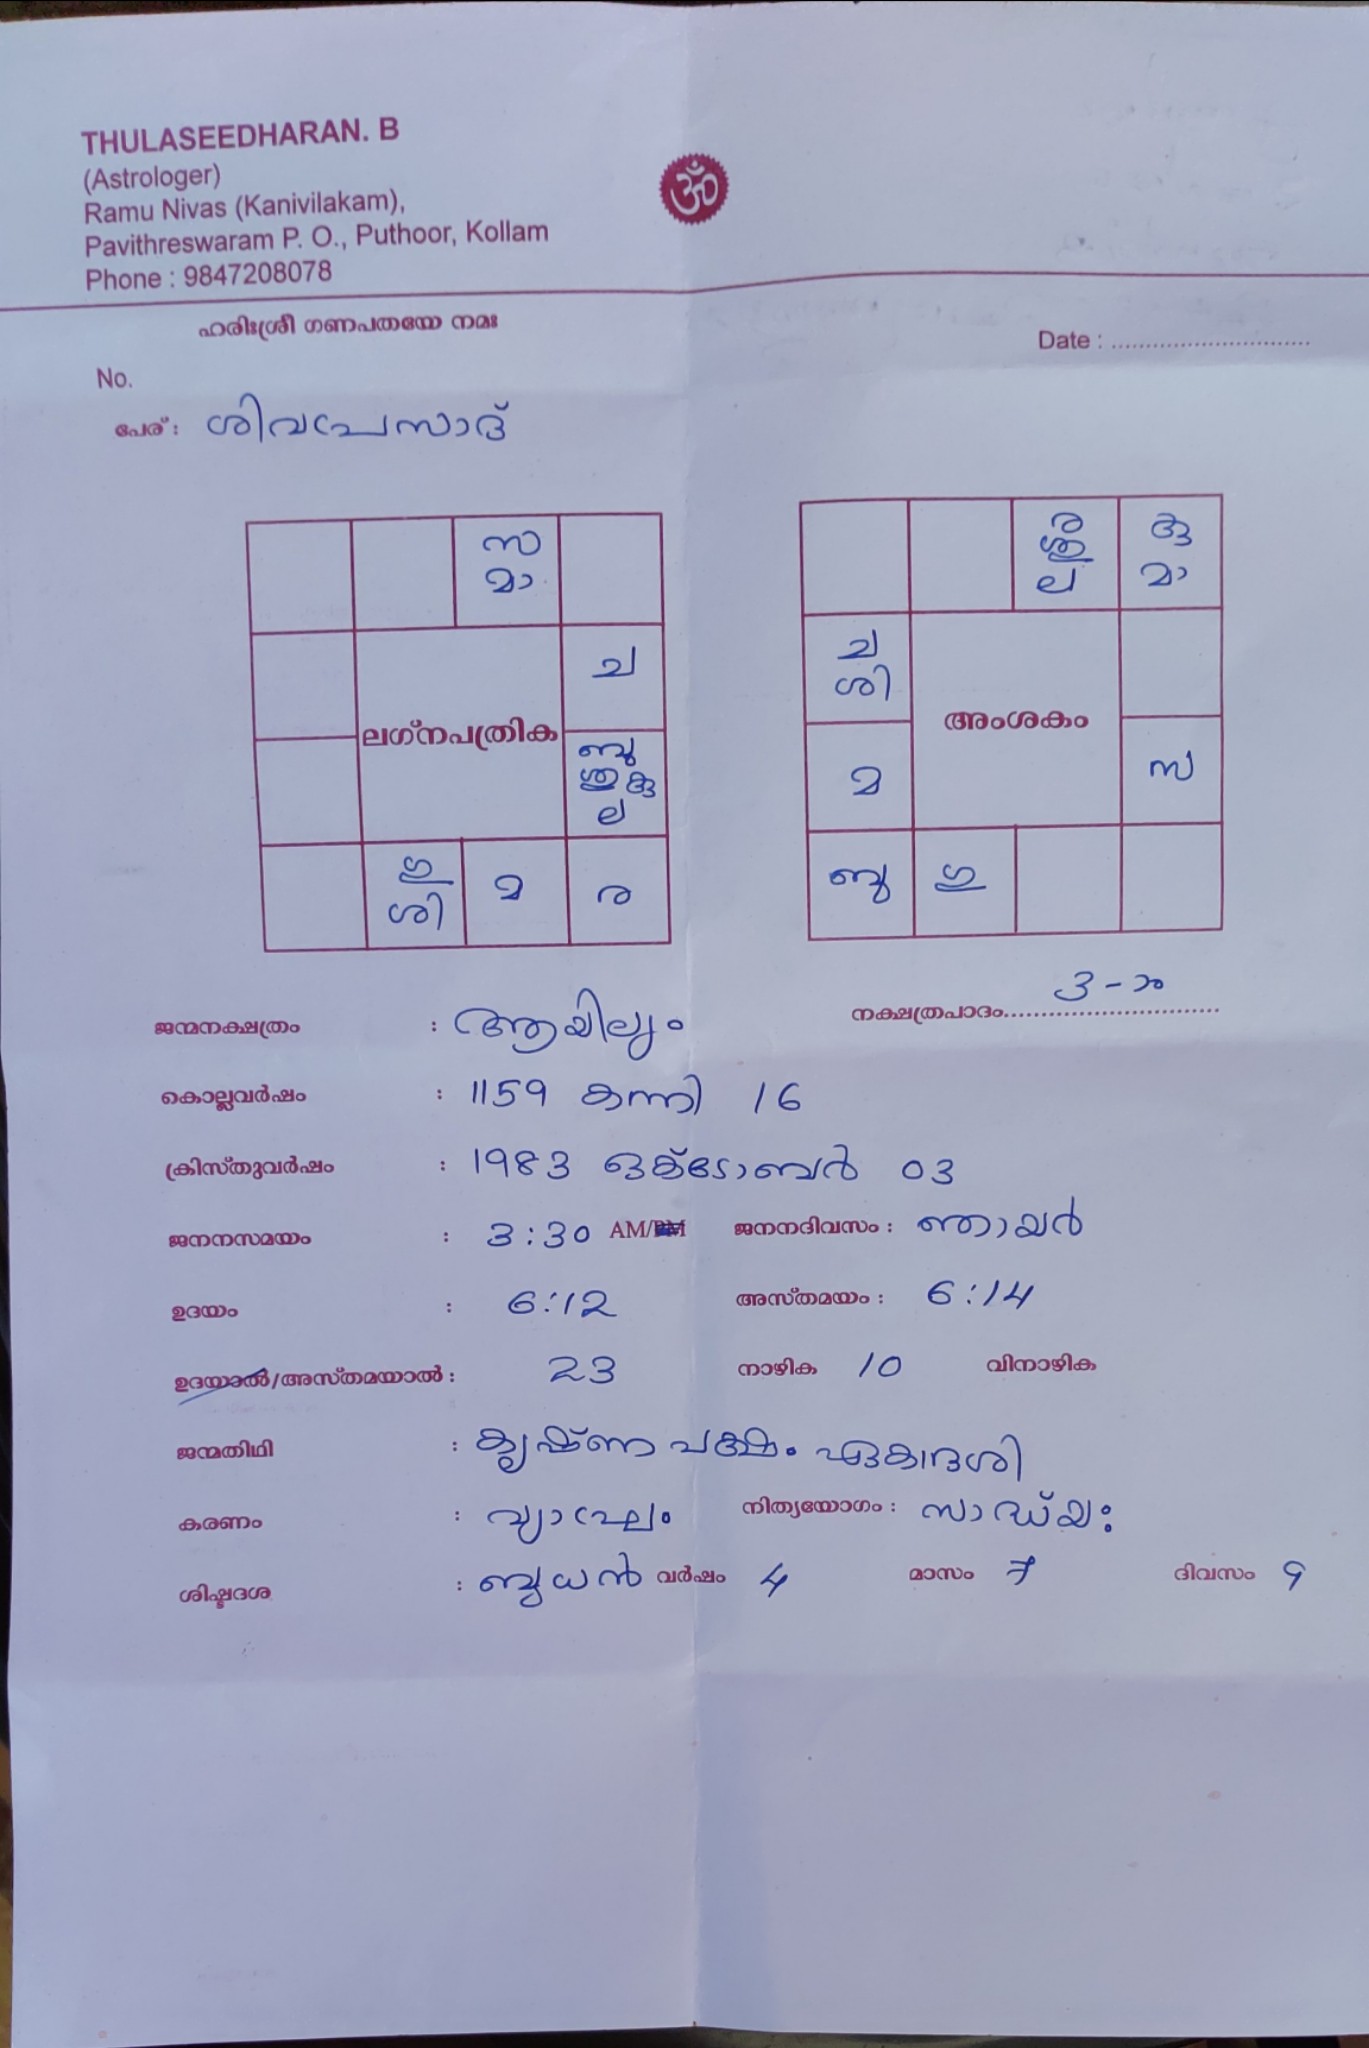 THULASEEDHARAN. B
(Astrologer)
Ramu Nivas (Kanivilakam),
Pavithreswaram P. O., Puthoor, Kollam
Phone : 9847208078
ॐ
ഹരിഃശ്രീ ഗണപതയേ നമഃ
Date : ..............................
No.
പേര് : ശിവപ്രസാദ്
സ
മാ
ച
ലഗ്നപത്രിക
ബു
ശു കു
ല
ഗു
ശി
മ
ര
ര
ശു
ല
കു
മാ
ച
ശി
അംശകം
മ
സ
ബു
ഗു
ജന്മനക്ഷത്രം : ആയില്യം നക്ഷത്രപാദം 3-ാം
കൊല്ലവർഷം : 1159 കന്നി 16
ക്രിസ്തുവർഷം : 1983 ഒക്ടോബർ 03
ജനനസമയം : 3:30 AM/PM ജനനദിവസം : ഞായർ
ഉദയം : 6:12 അസ്തമയം : 6:14
ഉദയാൽ/അസ്തമയാൽ : 23 നാഴിക 10 വിനാഴിക
ജന്മതിഥി : കൃഷ്ണ പക്ഷം ഏകാദശി
കരണം : വ്യാഘ്രം നിത്യയോഗം : സാദ്ധ്യഃ
ശിഷ്ടദശ : ബുധൻ വർഷം 4 മാസം 7 ദിവസം 9